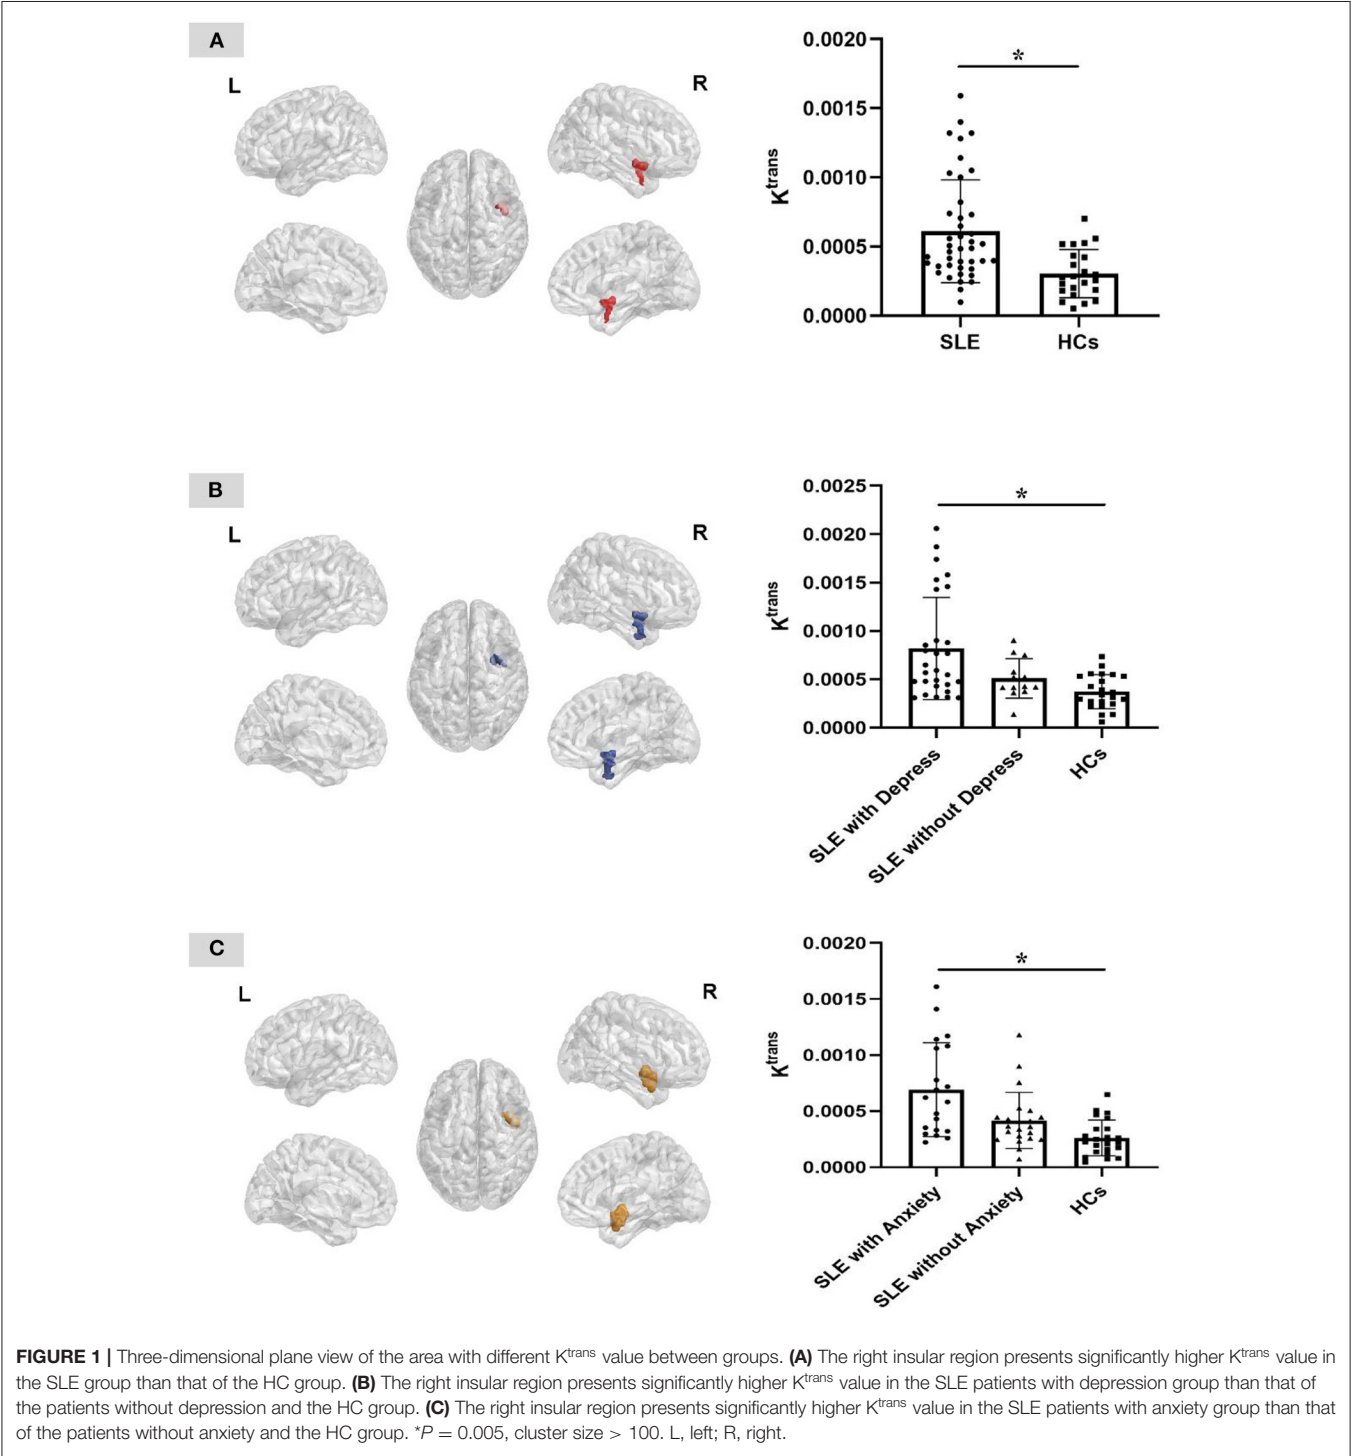 A
L
R
0.0020
0.0015
0.0010
0.0005
0.0000
Ktrans
*
SLE
HCs
B
L
R
0.0025
0.0020
0.0015
0.0010
0.0005
0.0000
Ktrans
*
SLE with Depress
SLE without Depress
HCs
C
L
R
0.0020
0.0015
0.0010
0.0005
0.0000
Ktrans
*
SLE with Anxiety
SLE without Anxiety
HCs
FIGURE 1 | Three-dimensional plane view of the area with different Ktrans value between groups. (A) The right insular region presents significantly higher Ktrans value in
the SLE group than that of the HC group. (B) The right insular region presents significantly higher Ktrans value in the SLE patients with depression group than that of
the patients without depression and the HC group. (C) The right insular region presents significantly higher Ktrans value in the SLE patients with anxiety group than that
of the patients without anxiety and the HC group. *P = 0.005, cluster size > 100. L, left; R, right.